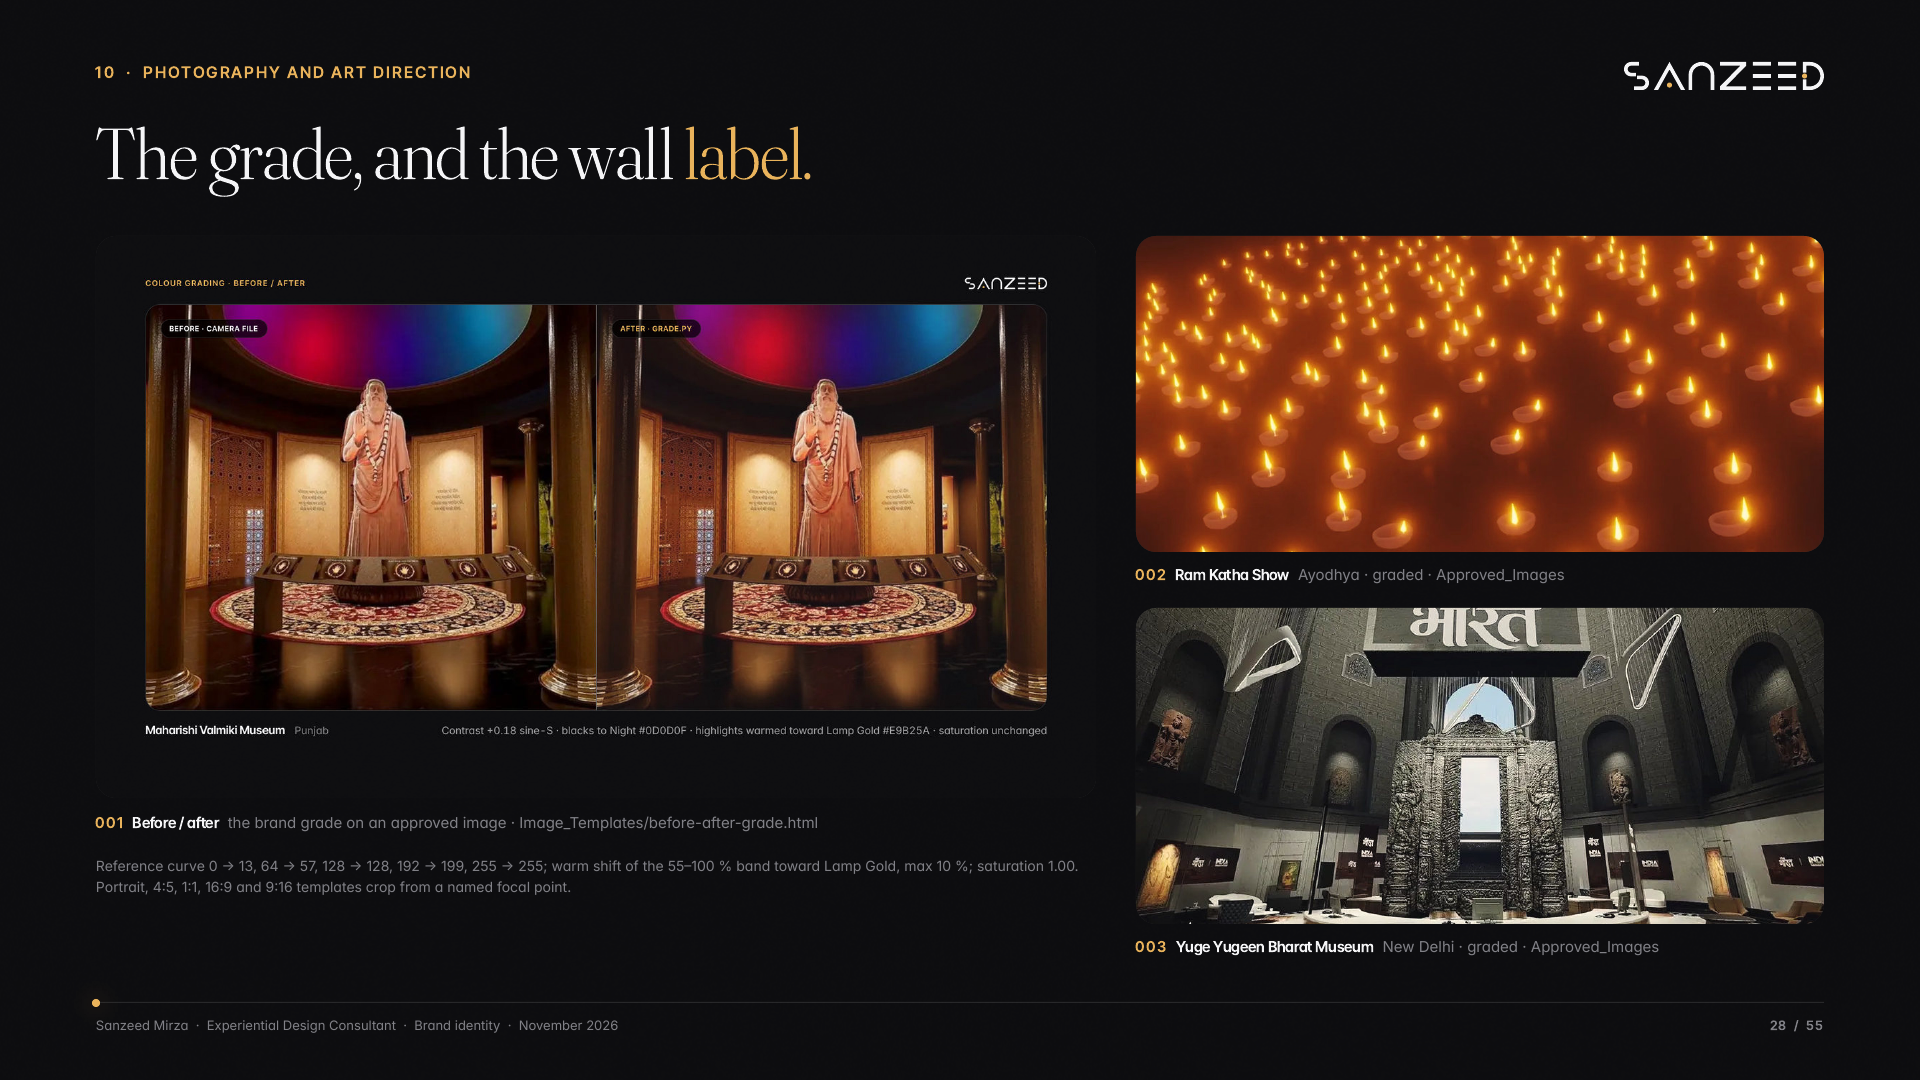 10 · PHOTOGRAPHY AND ART DIRECTION
SANZEED
The grade, and the wall label.
COLOUR GRADING · BEFORE / AFTER
SANZEED
BEFORE · CAMERA FILE
AFTER · GRADE.PY
Maharishi Valmiki Museum Punjab
Contrast +0.18 sine-S · blacks to Night #0D0D0F · highlights warmed toward Lamp Gold #E9B25A · saturation unchanged
001 Before / after the brand grade on an approved image · Image_Templates/before-after-grade.html
Reference curve 0 → 13, 64 → 57, 128 → 128, 192 → 199, 255 → 255; warm shift of the 55–100 % band toward Lamp Gold, max 10 %; saturation 1.00.
Portrait, 4:5, 1:1, 16:9 and 9:16 templates crop from a named focal point.
002 Ram Katha Show Ayodhya · graded · Approved_Images
भारत
003 Yuge Yugeen Bharat Museum New Delhi · graded · Approved_Images
Sanzeed Mirza · Experiential Design Consultant · Brand identity · November 2026
28 / 55